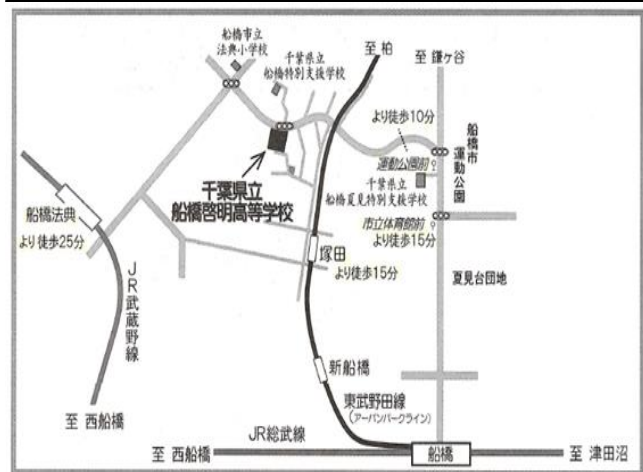 船橋市立
法典小学校
千葉県立
船橋特別支援学校
至 柏
至 鎌ヶ谷
より徒歩10分
運動公園前
船橋市
運動公園
千葉県立
船橋夏見特別支援学校
市立体育館前
より徒歩15分
千葉県立
船橋啓明高等学校
船橋法典
より徒歩25分
塚田
より徒歩15分
夏見台団地
JR武蔵野線
新船橋
東武野田線
(アーバンパークライン)
至 西船橋
JR総武線
至 西船橋
船橋
至 津田沼